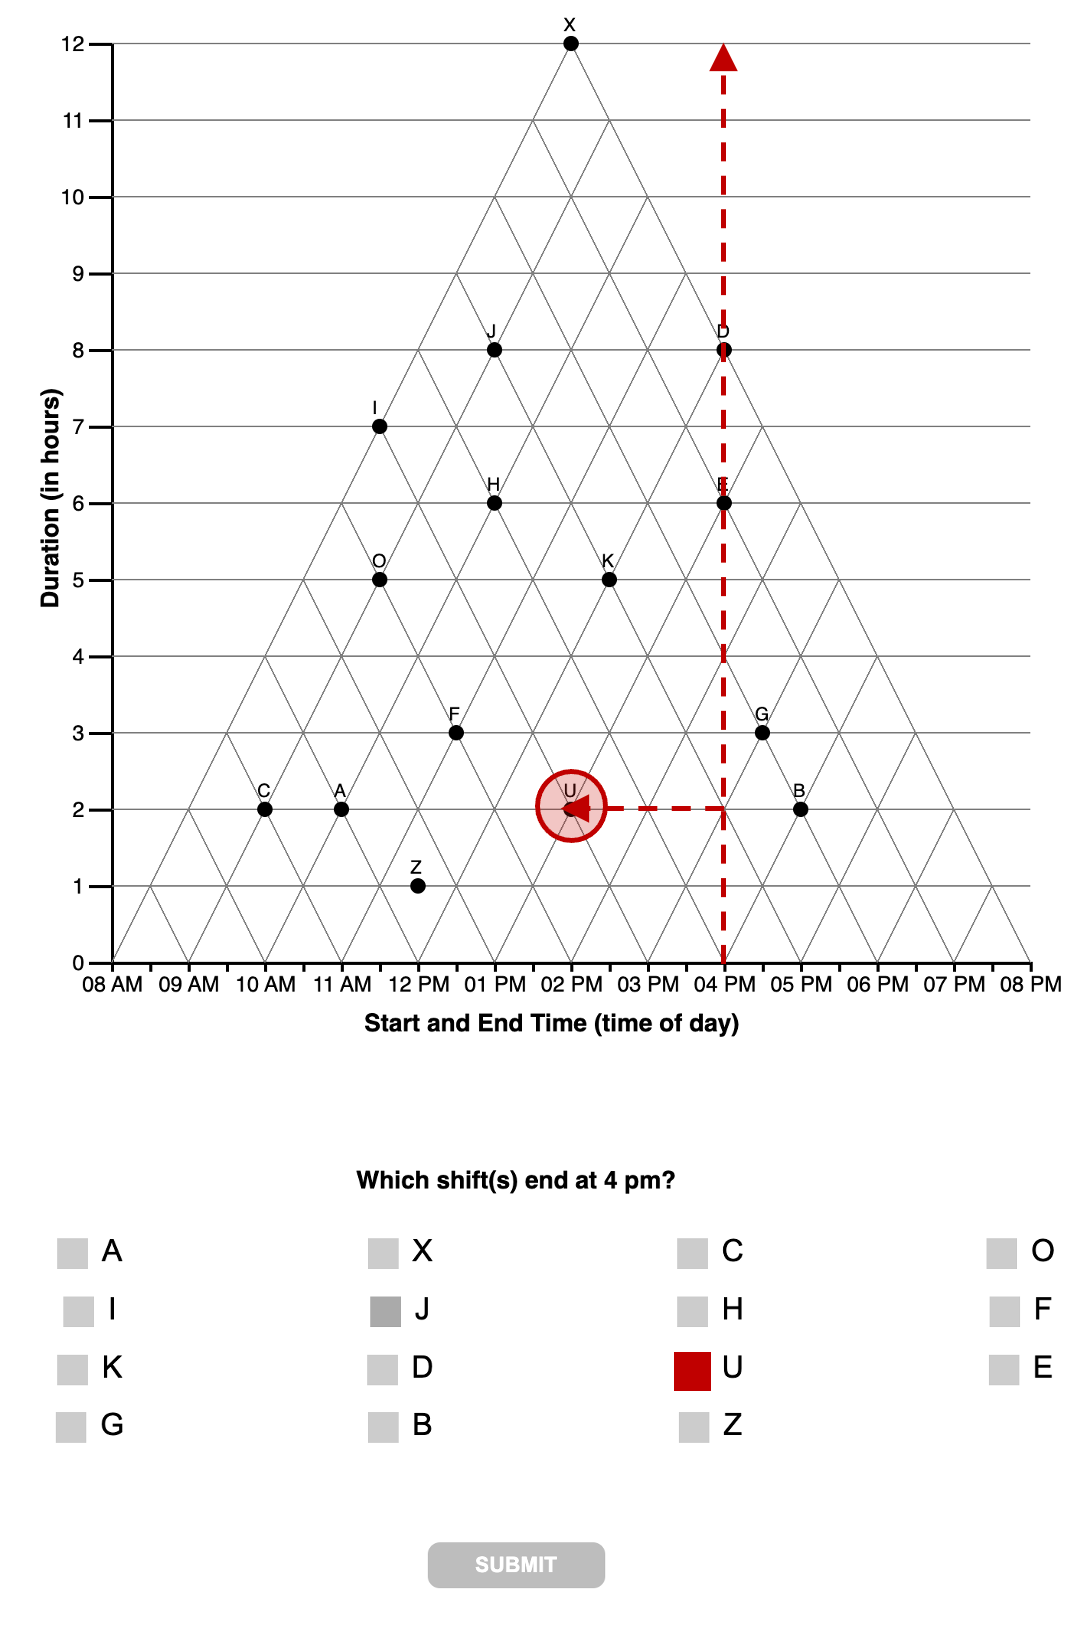 X
12
11
10
9
J
D
8
I
7
H
E
6
O
K
5
4
F
G
3
C
A
U
B
2
Z
1
0
Duration (in hours)
08 AM 09 AM 10 AM 11 AM 12 PM 01 PM 02 PM 03 PM 04 PM 05 PM 06 PM 07 PM 08 PM
Start and End Time (time of day)
Which shift(s) end at 4 pm?
A X C O
I J H F
K D U E
G B Z
SUBMIT